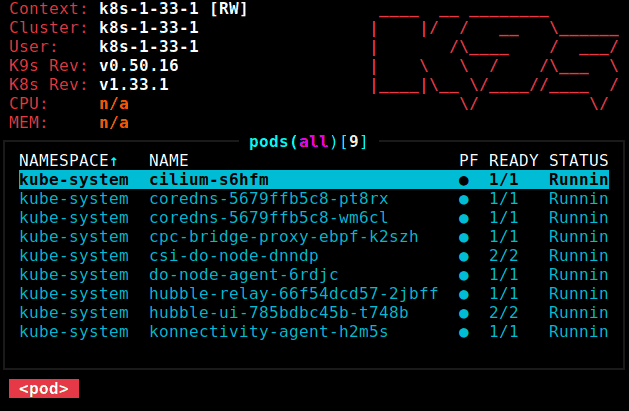 Context: k8s-1-33-1 [RW]
Cluster: k8s-1-33-1
User: k8s-1-33-1
K9s Rev: v0.50.16
K8s Rev: v1.33.1
CPU: n/a
MEM: n/a
K9s
pods(all)[9]
NAMESPACE↑ NAME PF READY STATUS
kube-system cilium-s6hfm ● 1/1 Runnin
kube-system coredns-5679ffb5c8-pt8rx ● 1/1 Runnin
kube-system coredns-5679ffb5c8-wm6cl ● 1/1 Runnin
kube-system cpc-bridge-proxy-ebpf-k2szh ● 1/1 Runnin
kube-system csi-do-node-dnndp ● 2/2 Runnin
kube-system do-node-agent-6rdjc ● 1/1 Runnin
kube-system hubble-relay-66f54dcd57-2jbff ● 1/1 Runnin
kube-system hubble-ui-785bdbc45b-t748b ● 2/2 Runnin
kube-system konnectivity-agent-h2m5s ● 1/1 Runnin
<pod>